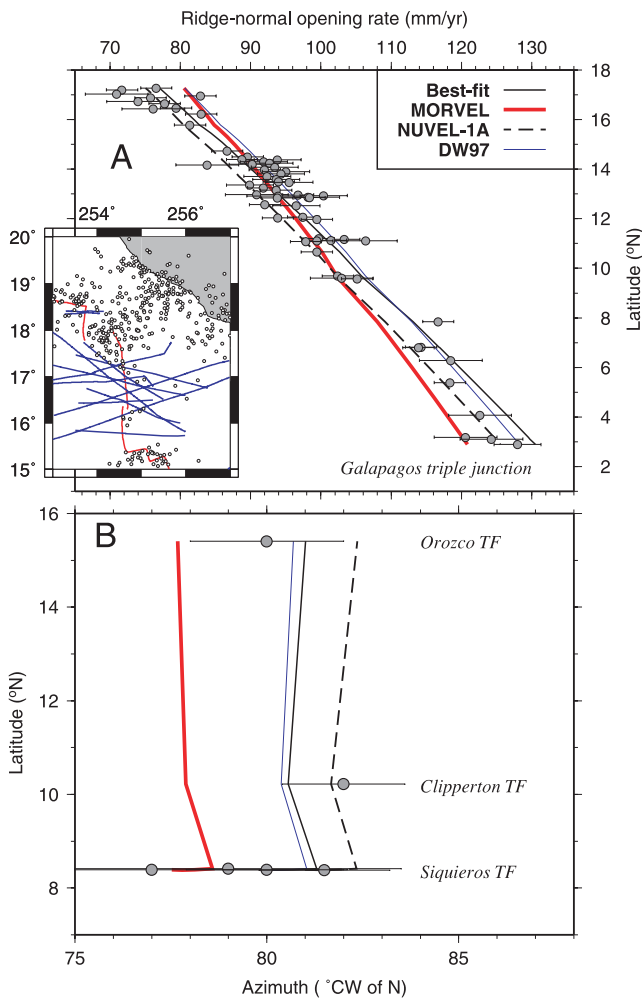 Ridge-normal opening rate (mm/yr)
70 80 90 100 110 120 130
A
Best-fit
MORVEL
NUVEL-1A
DW97
18
16
14
12
10
8
6
4
2
Latitude (°N)
254° 256°
20°
19°
18°
17°
16°
15°
Galapagos triple junction
B
16
14
12
10
8
Latitude (°N)
Orozco TF
Clipperton TF
Siquieros TF
75 80 85
Azimuth ( °CW of N)